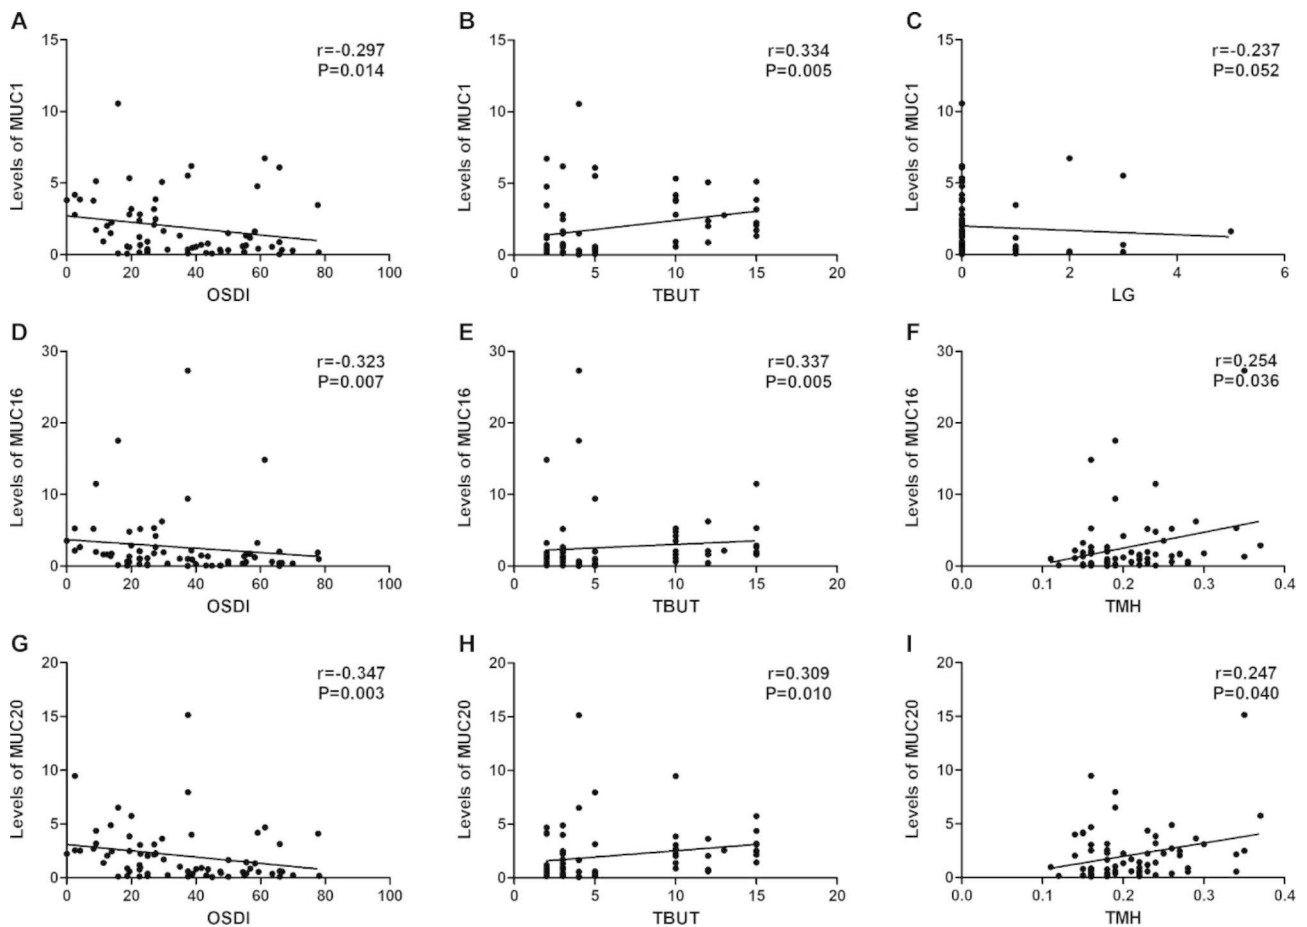 A
r=-0.297
P=0.014
Levels of MUC1
15
10
5
0
0 20 40 60 80 100
OSDI
B
r=0.334
P=0.005
Levels of MUC1
15
10
5
0
0 5 10 15 20
TBUT
C
r=-0.237
P=0.052
Levels of MUC1
15
10
5
0
0 2 4 6
LG
D
r=-0.323
P=0.007
Levels of MUC16
30
20
10
0
0 20 40 60 80 100
OSDI
E
r=0.337
P=0.005
Levels of MUC16
30
20
10
0
0 5 10 15 20
TBUT
F
r=0.254
P=0.036
Levels of MUC16
30
20
10
0
0.0 0.1 0.2 0.3 0.4
TMH
G
r=-0.347
P=0.003
Levels of MUC20
20
15
10
5
0
0 20 40 60 80 100
OSDI
H
r=0.309
P=0.010
Levels of MUC20
20
15
10
5
0
0 5 10 15 20
TBUT
I
r=0.247
P=0.040
Levels of MUC20
20
15
10
5
0
0.0 0.1 0.2 0.3 0.4
TMH